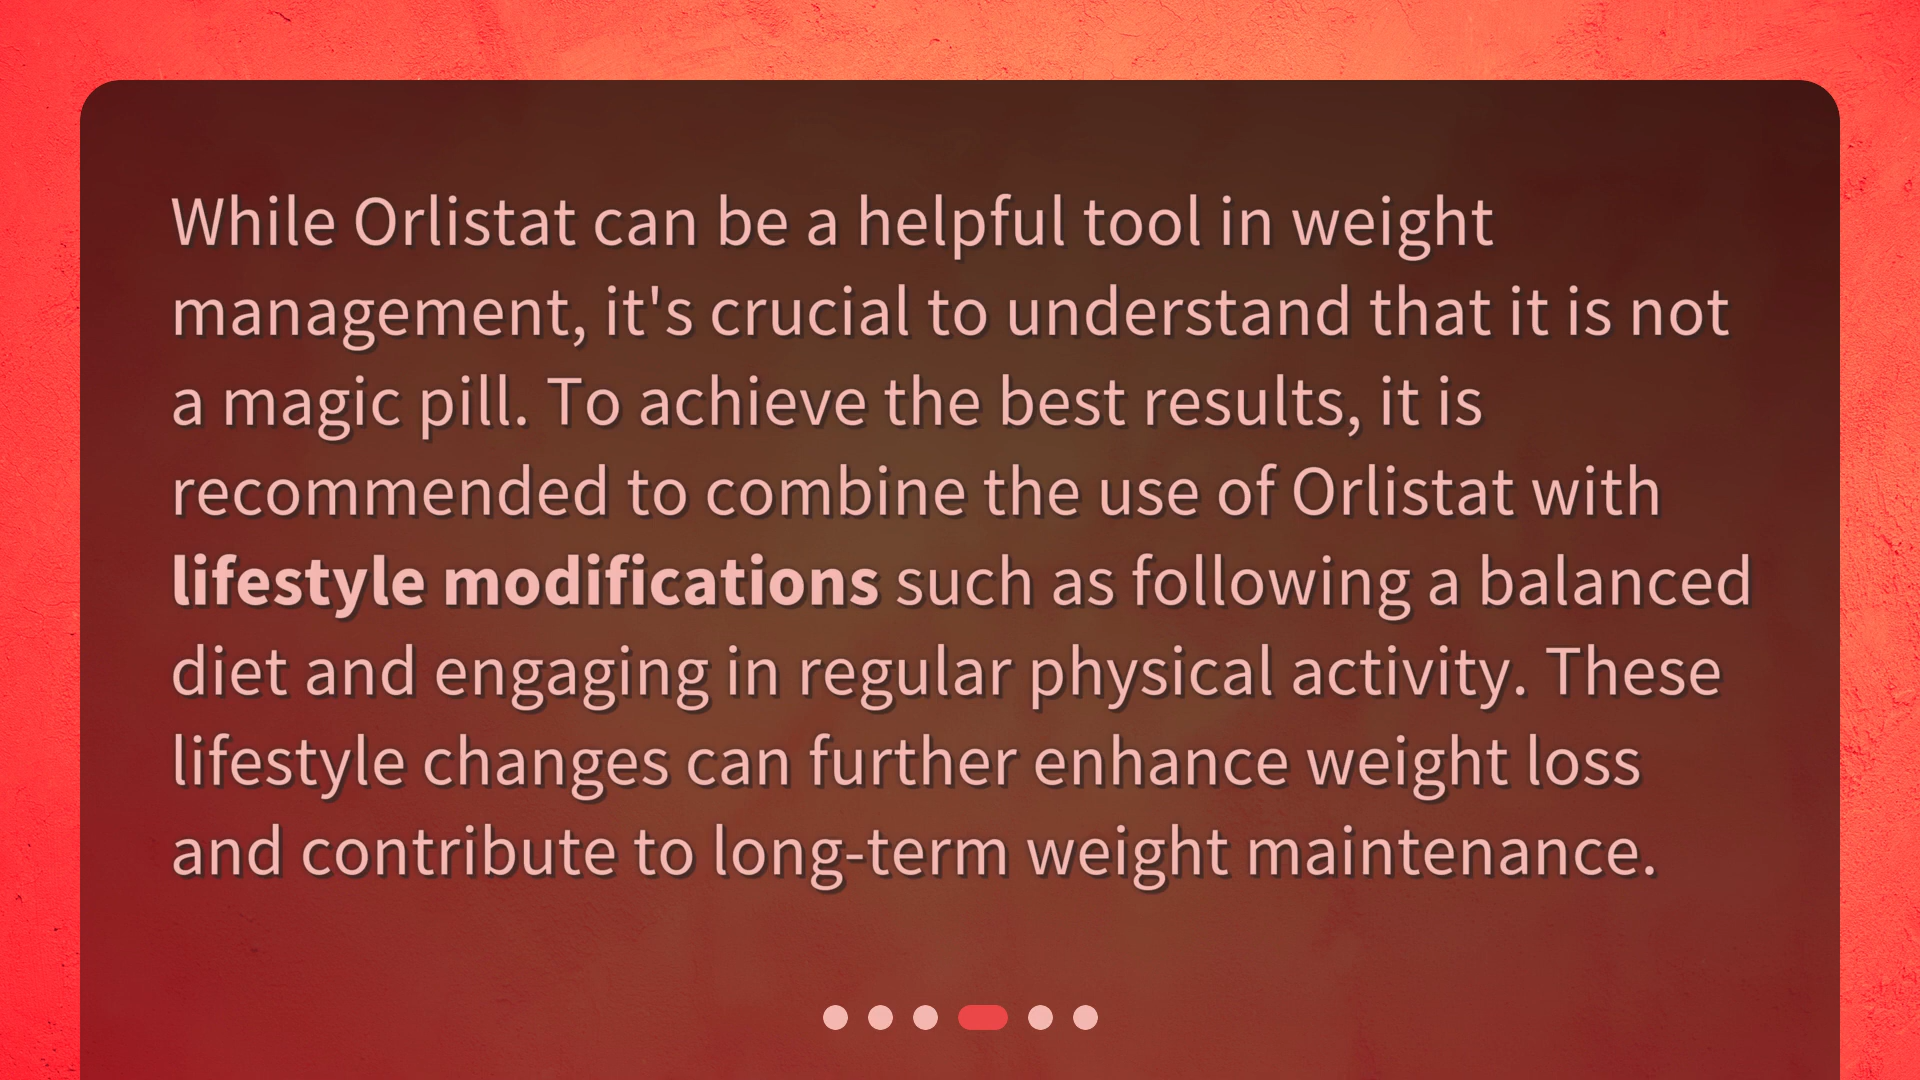 While Orlistat can be a helpful tool in weight
management, it's crucial to understand that it is not
a magic pill. To achieve the best results, it is
recommended to combine the use of Orlistat with
lifestyle modifications such as following a balanced
diet and engaging in regular physical activity. These
lifestyle changes can further enhance weight loss
and contribute to long-term weight maintenance.